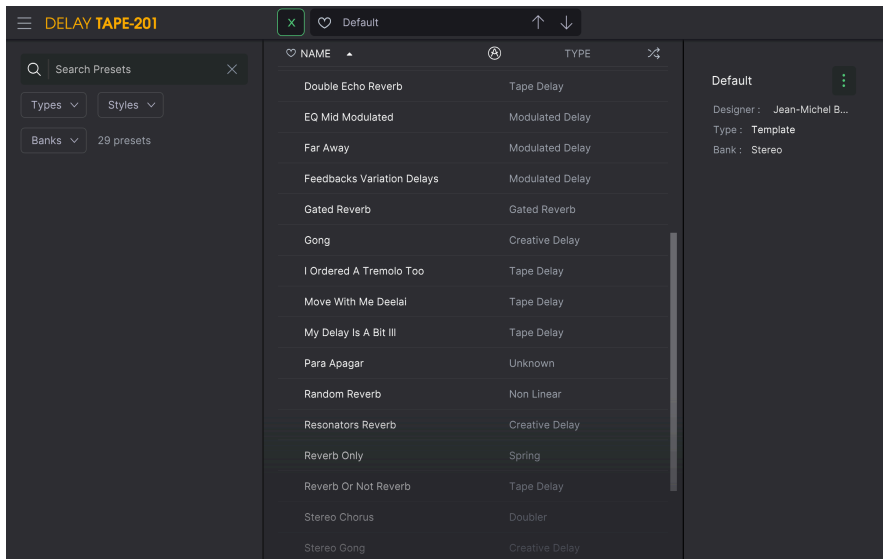 DELAY TAPE-201
X
Default
Search Presets
Types
Styles
Banks
29 presets
NAME TYPE
Double Echo Reverb Tape Delay
EQ Mid Modulated Modulated Delay
Far Away Modulated Delay
Feedbacks Variation Delays Modulated Delay
Gated Reverb Gated Reverb
Gong Creative Delay
I Ordered A Tremolo Too Tape Delay
Move With Me Deelai Tape Delay
My Delay Is A Bit Ill Tape Delay
Para Apagar Unknown
Random Reverb Non Linear
Resonators Reverb Creative Delay
Reverb Only Spring
Reverb Or Not Reverb Tape Delay
Stereo Chorus Doubler
Stereo Gong Creative Delay
Default
Designer : Jean-Michel B...
Type : Template
Bank : Stereo